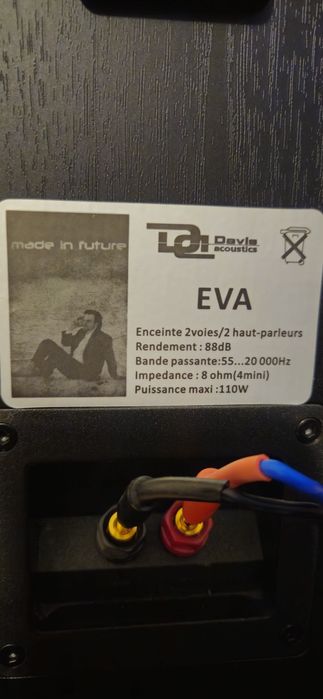 made in future
Davis
acoustics
EVA
Enceinte 2voies/2 haut-parleurs
Rendement : 88dB
Bande passante:55...20 000Hz
Impedance : 8 ohm(4mini)
Puissance maxi :110W